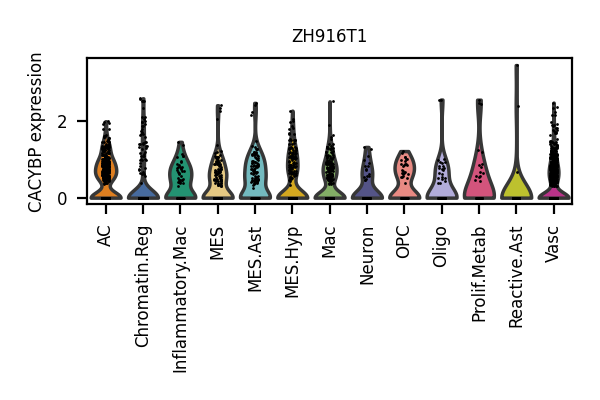 ZH916T1
CACYBP expression
2
0
AC
Chromatin.Reg
Inflammatory.Mac
MES
MES.Ast
MES.Hyp
Mac
Neuron
OPC
Oligo
Prolif.Metab
Reactive.Ast
Vasc